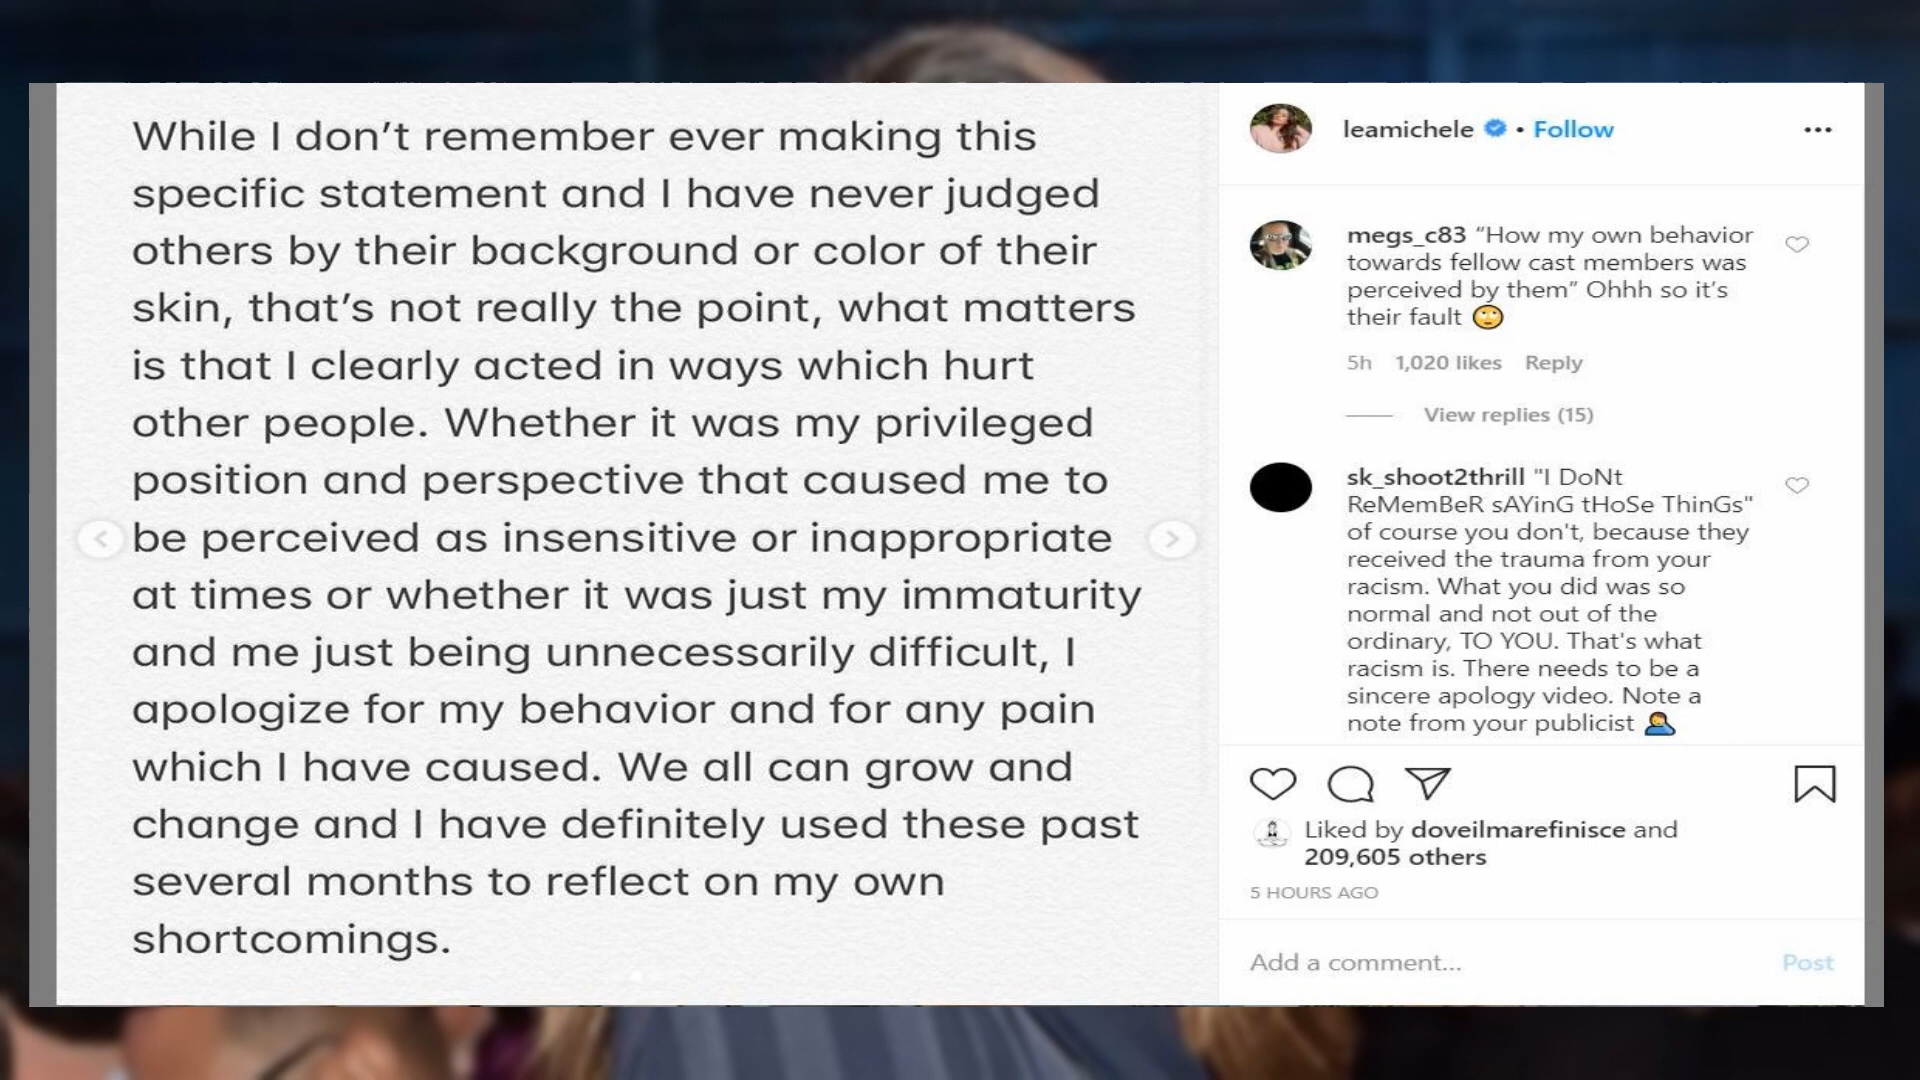 While I don’t remember ever making this
specific statement and I have never judged
others by their background or color of their
skin, that’s not really the point, what matters
is that I clearly acted in ways which hurt
other people. Whether it was my privileged
position and perspective that caused me to
be perceived as insensitive or inappropriate
at times or whether it was just my immaturity
and me just being unnecessarily difficult, I
apologize for my behavior and for any pain
which I have caused. We all can grow and
change and I have definitely used these past
several months to reflect on my own
shortcomings.
leamichele • Follow
megs_c83 “How my own behavior
towards fellow cast members was
perceived by them” Ohhh so it’s
their fault 🙄
5h 1,020 likes Reply
View replies (15)
sk_shoot2thrill "I DoNt
ReMemBeR sAYinG tHoSe ThinGs"
of course you don't, because they
received the trauma from your
racism. What you did was so
normal and not out of the
ordinary, TO YOU. That's what
racism is. There needs to be a
sincere apology video. Note a
note from your publicist 🤦
Liked by doveilmarefinisce and
209,605 others
5 HOURS AGO
Add a comment... Post